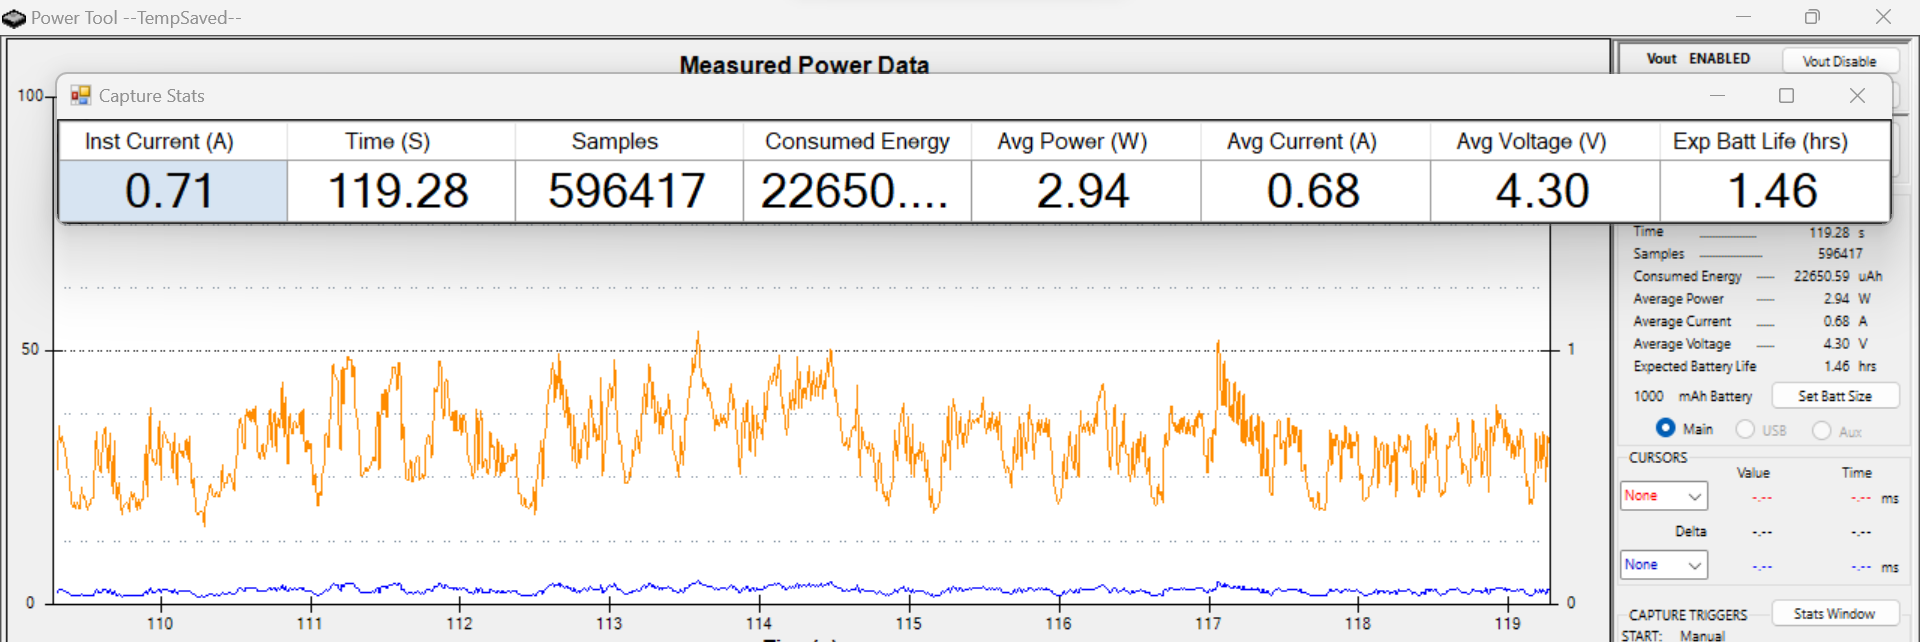 Power Tool --TempSaved--
Measured Power Data
Vout ENABLED
Vout Disable
100
Capture Stats
Inst Current (A) Time (S) Samples Consumed Energy Avg Power (W) Avg Current (A) Avg Voltage (V) Exp Batt Life (hrs)
0.71 119.28 596417 22650.... 2.94 0.68 4.30 1.46
Time 119.28 s
Samples 596417
Consumed Energy 22650.59 uAh
Average Power 2.94 W
Average Current 0.68 A
Average Voltage 4.30 V
Expected Battery Life 1.46 hrs
1000 mAh Battery Set Batt Size
Main USB Aux
50
1
CURSORS
Value Time
None -.-- -.-- ms
Delta -.-- -.--
None -.-- -.-- ms
0
0
110 111 112 113 114 115 116 117 118 119
CAPTURE TRIGGERS Stats Window
START: Manual